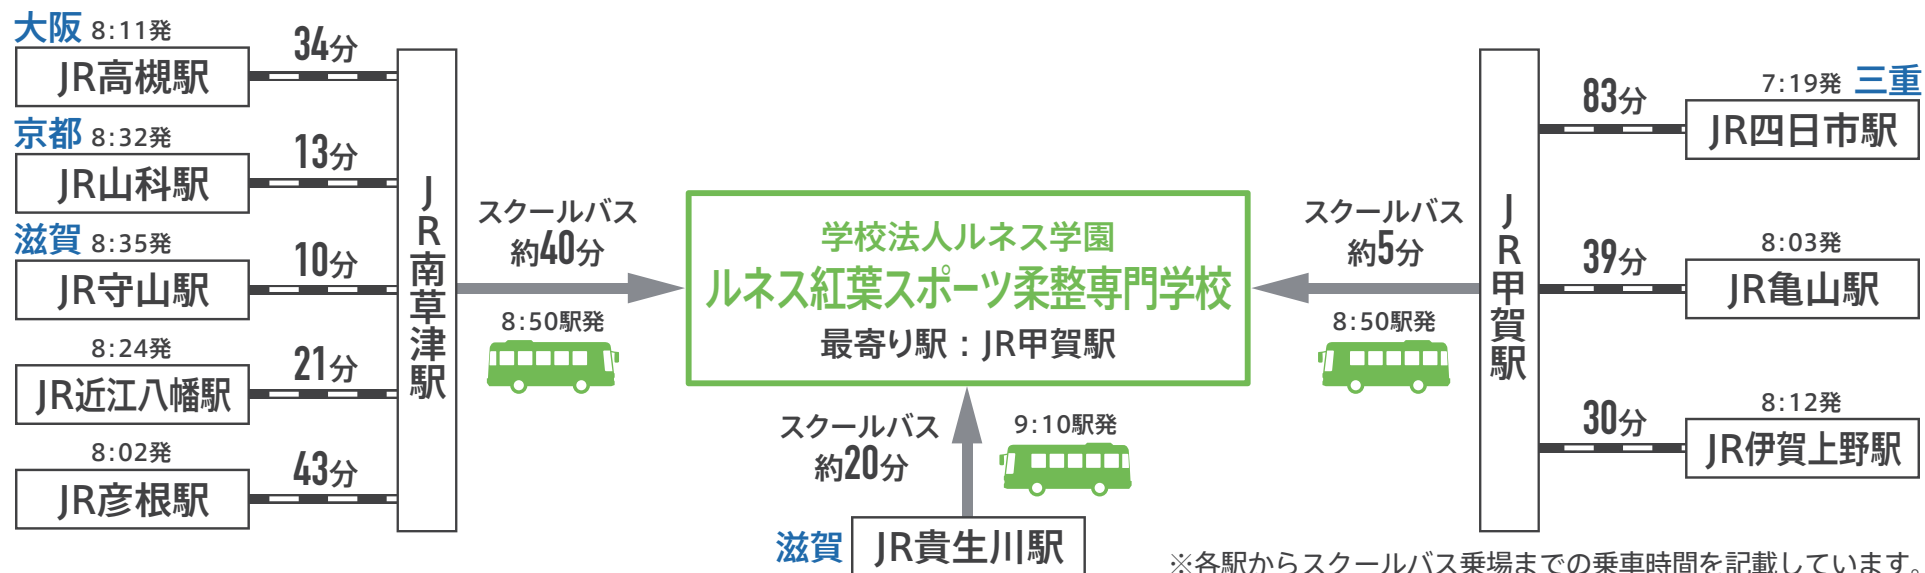 大阪 8:11発
JR高槻駅
34分
京都 8:32発
JR山科駅
13分
滋賀 8:35発
JR守山駅
10分
8:24発
JR近江八幡駅
21分
8:02発
JR彦根駅
43分
JR南草津駅
スクールバス
約40分
8:50駅発
学校法人ルネス学園
ルネス紅葉スポーツ柔整専門学校
最寄り駅：JR甲賀駅
スクールバス
約20分
9:10駅発
滋賀 JR貴生川駅
スクールバス
約5分
8:50駅発
JR甲賀駅
83分
7:19発 三重
JR四日市駅
39分
8:03発
JR亀山駅
30分
8:12発
JR伊賀上野駅
※各駅からスクールバス乗場までの乗車時間を記載しています。